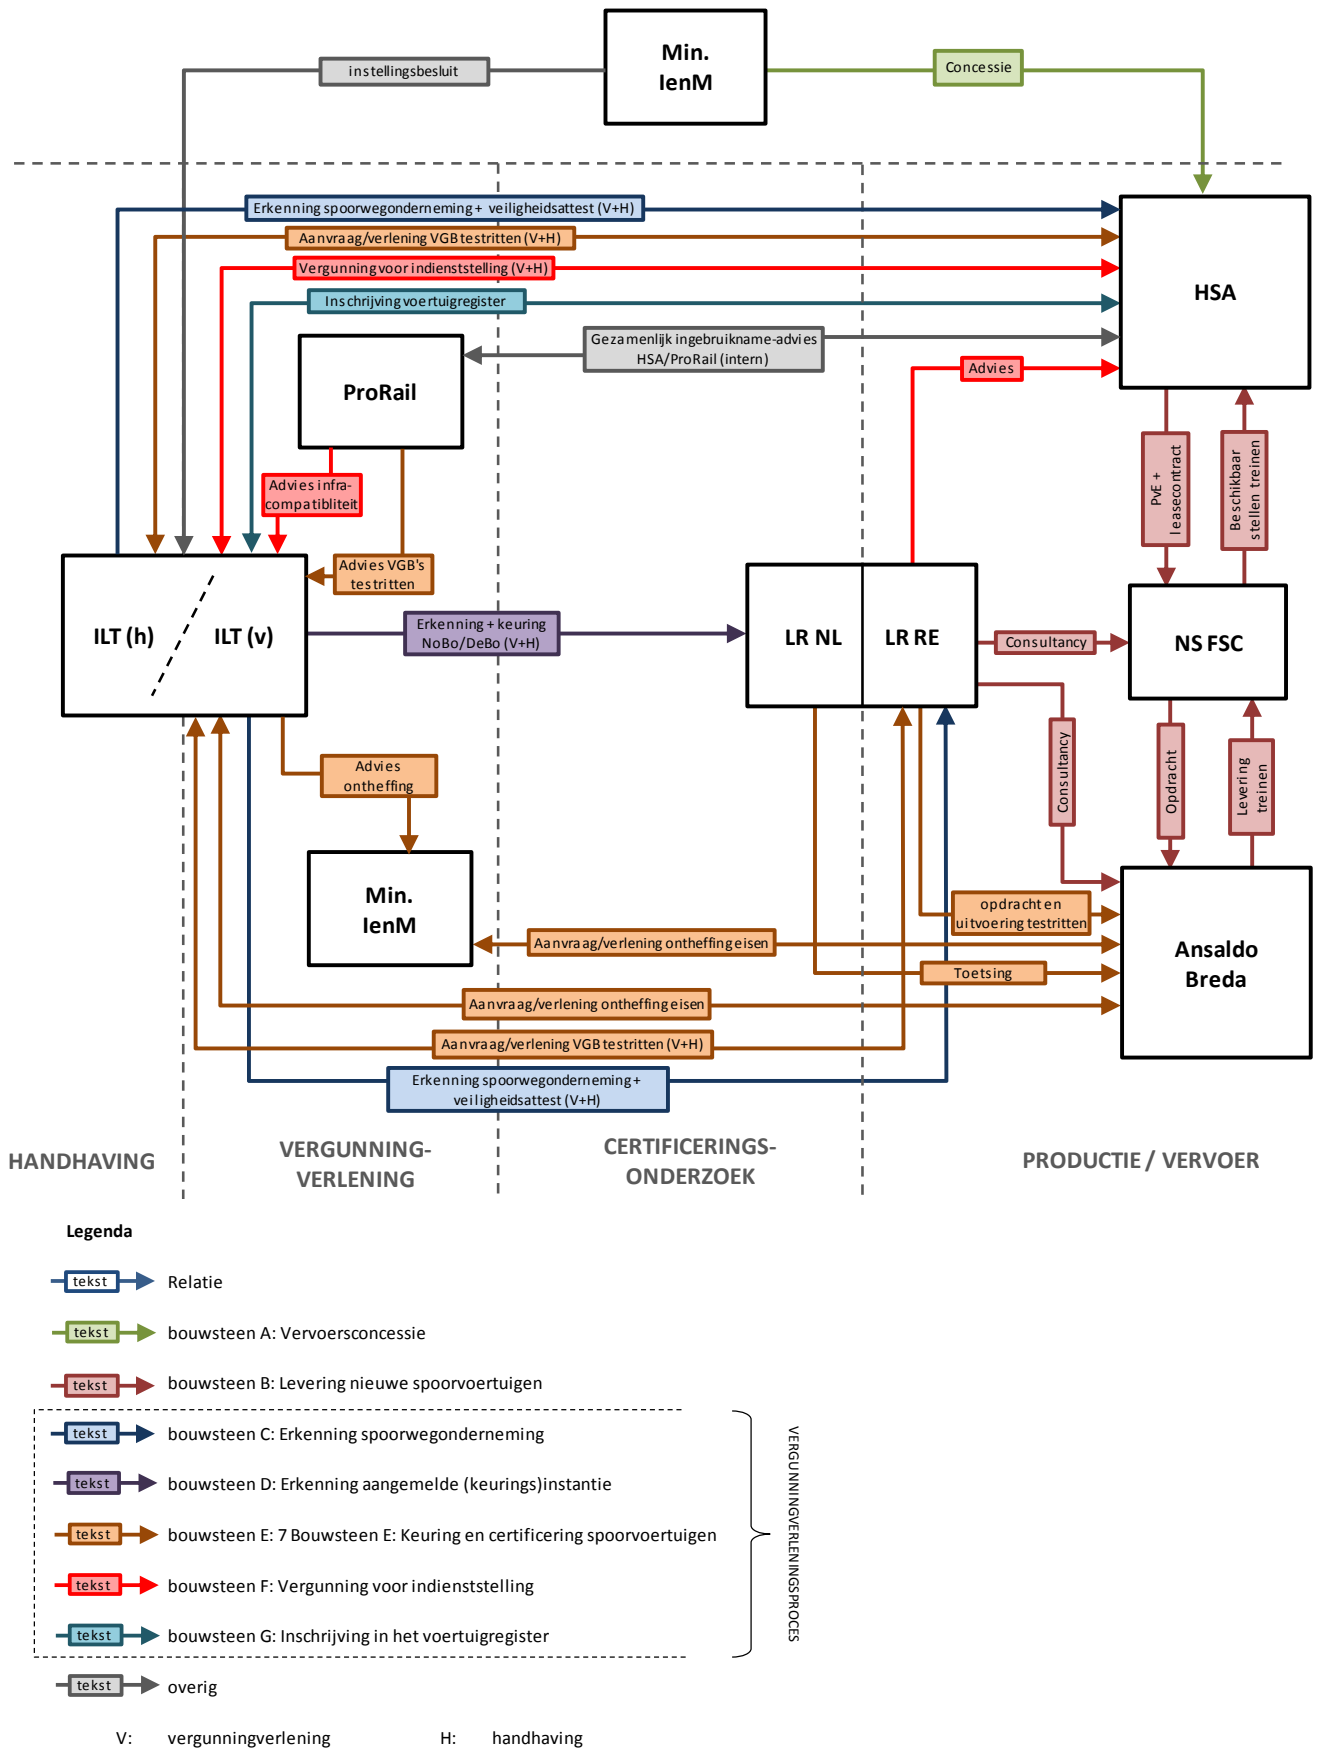 Min.
IenM
instellingsbesluit
Concessie
Erkenning spoorwegonderneming + veiligheidsattest (V+H)
Aanvraag/verlening VGB testritten (V+H)
Vergunning voor indienststelling (V+H)
Inschrijving voertuigregister
HSA
Gezamenlijk ingebruikname-advies
HSA/ProRail (intern)
ProRail
Advies
Advies infra-
compatibliteit
PvE +
leasecontract
Beschikbaar
stellen treinen
Advies VGB's
testritten
ILT (h)
ILT (v)
Erkenning + keuring
NoBo/DeBo (V+H)
LR NL
LR RE
Consultancy
NS FSC
Advies
ontheffing
Consultancy
Opdracht
Levering
treinen
Min.
IenM
opdracht en
uitvoering testritten
Aanvraag/verlening ontheffing eisen
Toetsing
Ansaldo
Breda
Aanvraag/verlening ontheffing eisen
Aanvraag/verlening VGB testritten (V+H)
Erkenning spoorwegonderneming +
veiligheidsattest (V+H)
HANDHAVING
VERGUNNING-
VERLENING
CERTIFICERINGS-
ONDERZOEK
PRODUCTIE / VERVOER
Legenda
tekst Relatie
tekst bouwsteen A: Vervoersconcessie
tekst bouwsteen B: Levering nieuwe spoorvoertuigen
tekst bouwsteen C: Erkenning spoorwegonderneming
tekst bouwsteen D: Erkenning aangemelde (keurings)instantie
tekst bouwsteen E: 7 Bouwsteen E: Keuring en certificering spoorvoertuigen
tekst bouwsteen F: Vergunning voor indienststelling
tekst bouwsteen G: Inschrijving in het voertuigregister
VERGUNNINGVERLENINGSPROCES
tekst overig
V: vergunningverlening H: handhaving